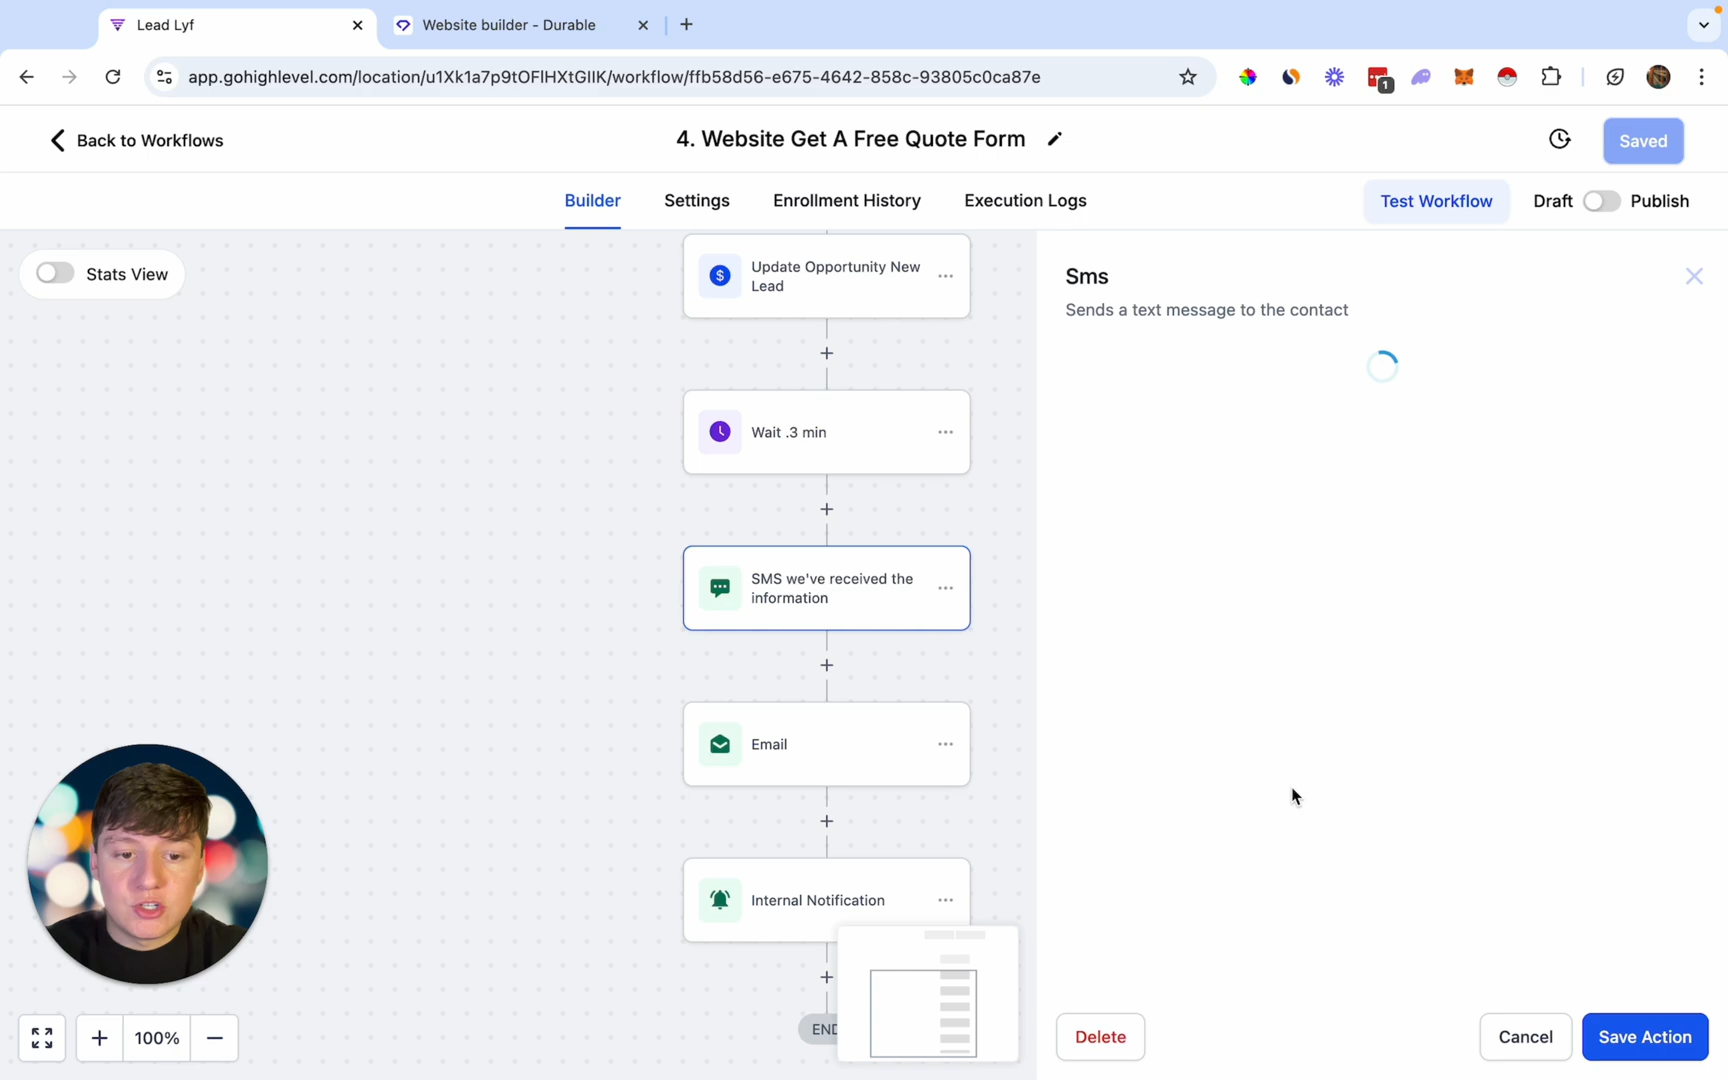 Lead Lyf
Website builder - Durable
app.gohighlevel.com/location/u1Xk1a7p9tOFlHXtGIIK/workflow/ffb58d56-e675-4642-858c-93805c0ca87e
1
Back to Workflows
4. Website Get A Free Quote Form
Saved
Builder
Settings
Enrollment History
Execution Logs
Test Workflow
Draft
Publish
Stats View
Update Opportunity New
Lead
Wait .3 min
SMS we've received the
information
Email
Internal Notification
END
Sms
Sends a text message to the contact
100%
Delete
Cancel
Save Action